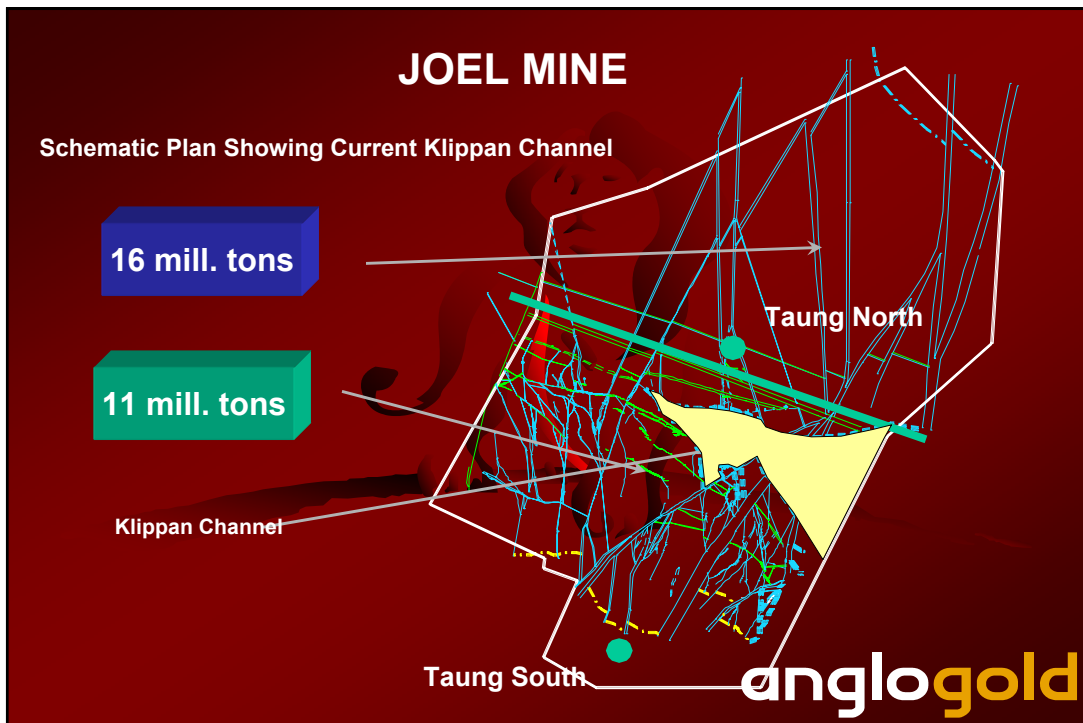 JOEL MINE
Schematic Plan Showing Current Klippan Channel
16 mill. tons
Taung North
11 mill. tons
Klippan Channel
Taung South
anglogold